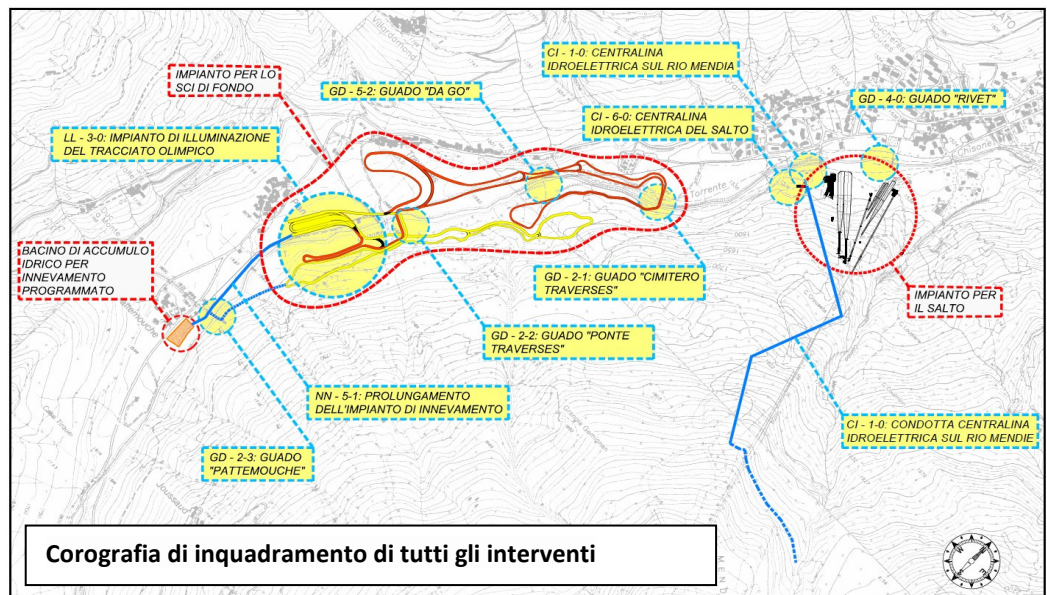 IMPIANTO PER LO
SCI DI FONDO
GD - 5-2: GUADO "DA GO"
CI - 1-0: CENTRALINA
IDROELETTRICA SUL RIO MENDIA
GD - 4-0: GUADO "RIVET"
CI - 6-0: CENTRALINA
IDROELETTRICA DEL SALTO
LL - 3-0: IMPIANTO DI ILLUMINAZIONE
DEL TRACCIATO OLIMPICO
BACINO DI ACCUMULO
IDRICO PER
INNEVAMENTO
PROGRAMMATO
GD - 2-1: GUADO "CIMITERO
TRAVERSES"
IMPIANTO PER
IL SALTO
GD - 2-2: GUADO "PONTE
TRAVERSES"
NN - 5-1: PROLUNGAMENTO
DELL'IMPIANTO DI INNEVAMENTO
CI - 1-0: CONDOTTA CENTRALINA
IDROELETTRICA SUL RIO MENDIE
GD - 2-3: GUADO
"PATTEMOUCHE"
Torrente
Joussaud
Corografia di inquadramento di tutti gli interventi